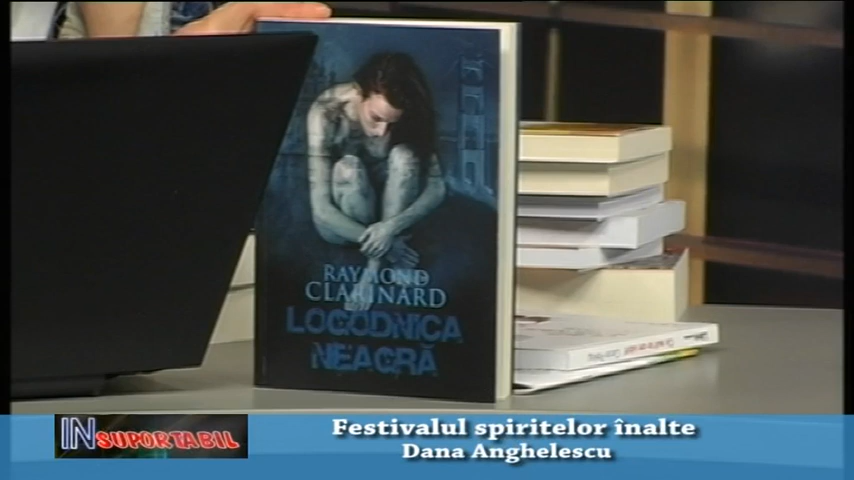 RAYMOND
CLARINARD
LOGODNICA
NEAGRĂ
INSUPORTABIL
Festivalul spiritelor înalte
Dana Anghelescu